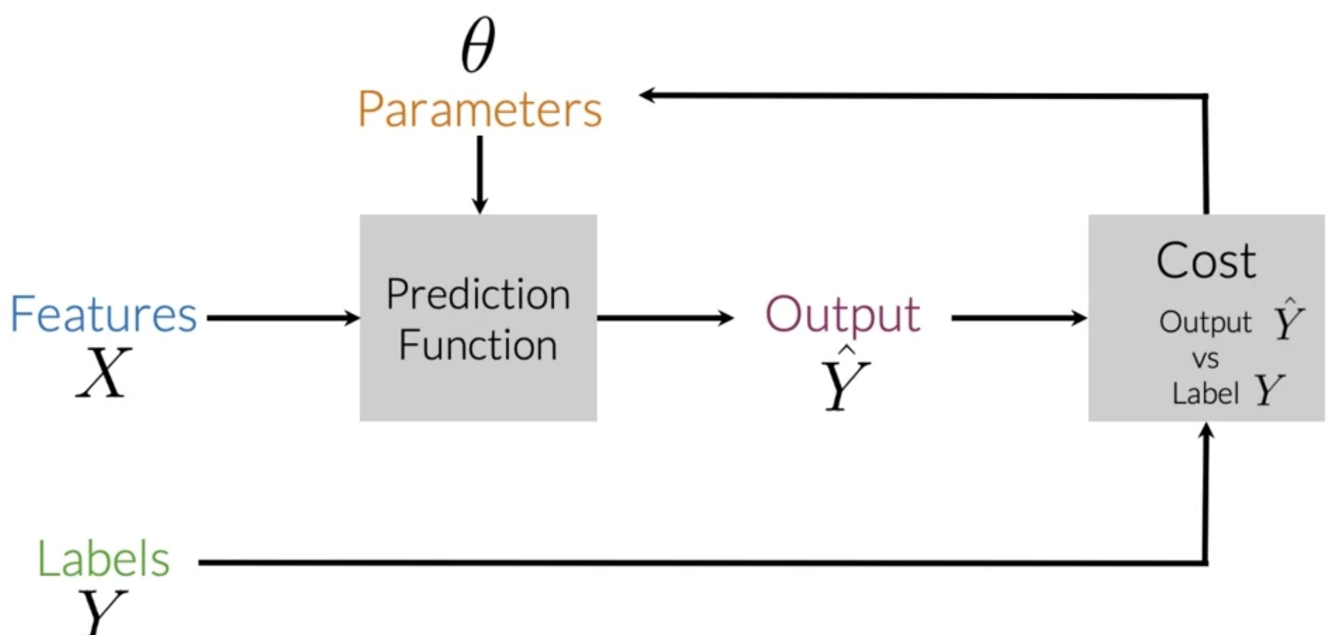 θ
Parameters
Features
X
Prediction
Function
Output
Ŷ
Cost
Output Ŷ
vs
Label Y
Labels
Y